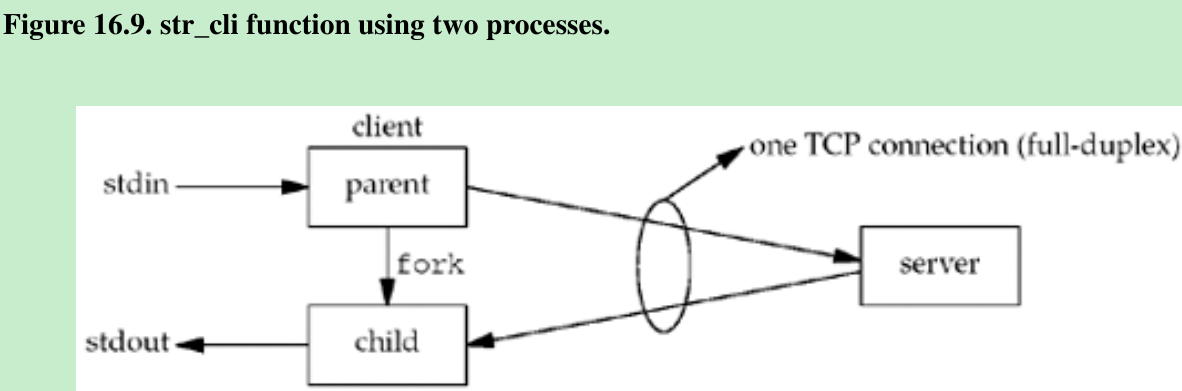 Figure 16.9. str_cli function using two processes.
client
one TCP connection (full-duplex)
stdin
parent
fork
server
stdout
child